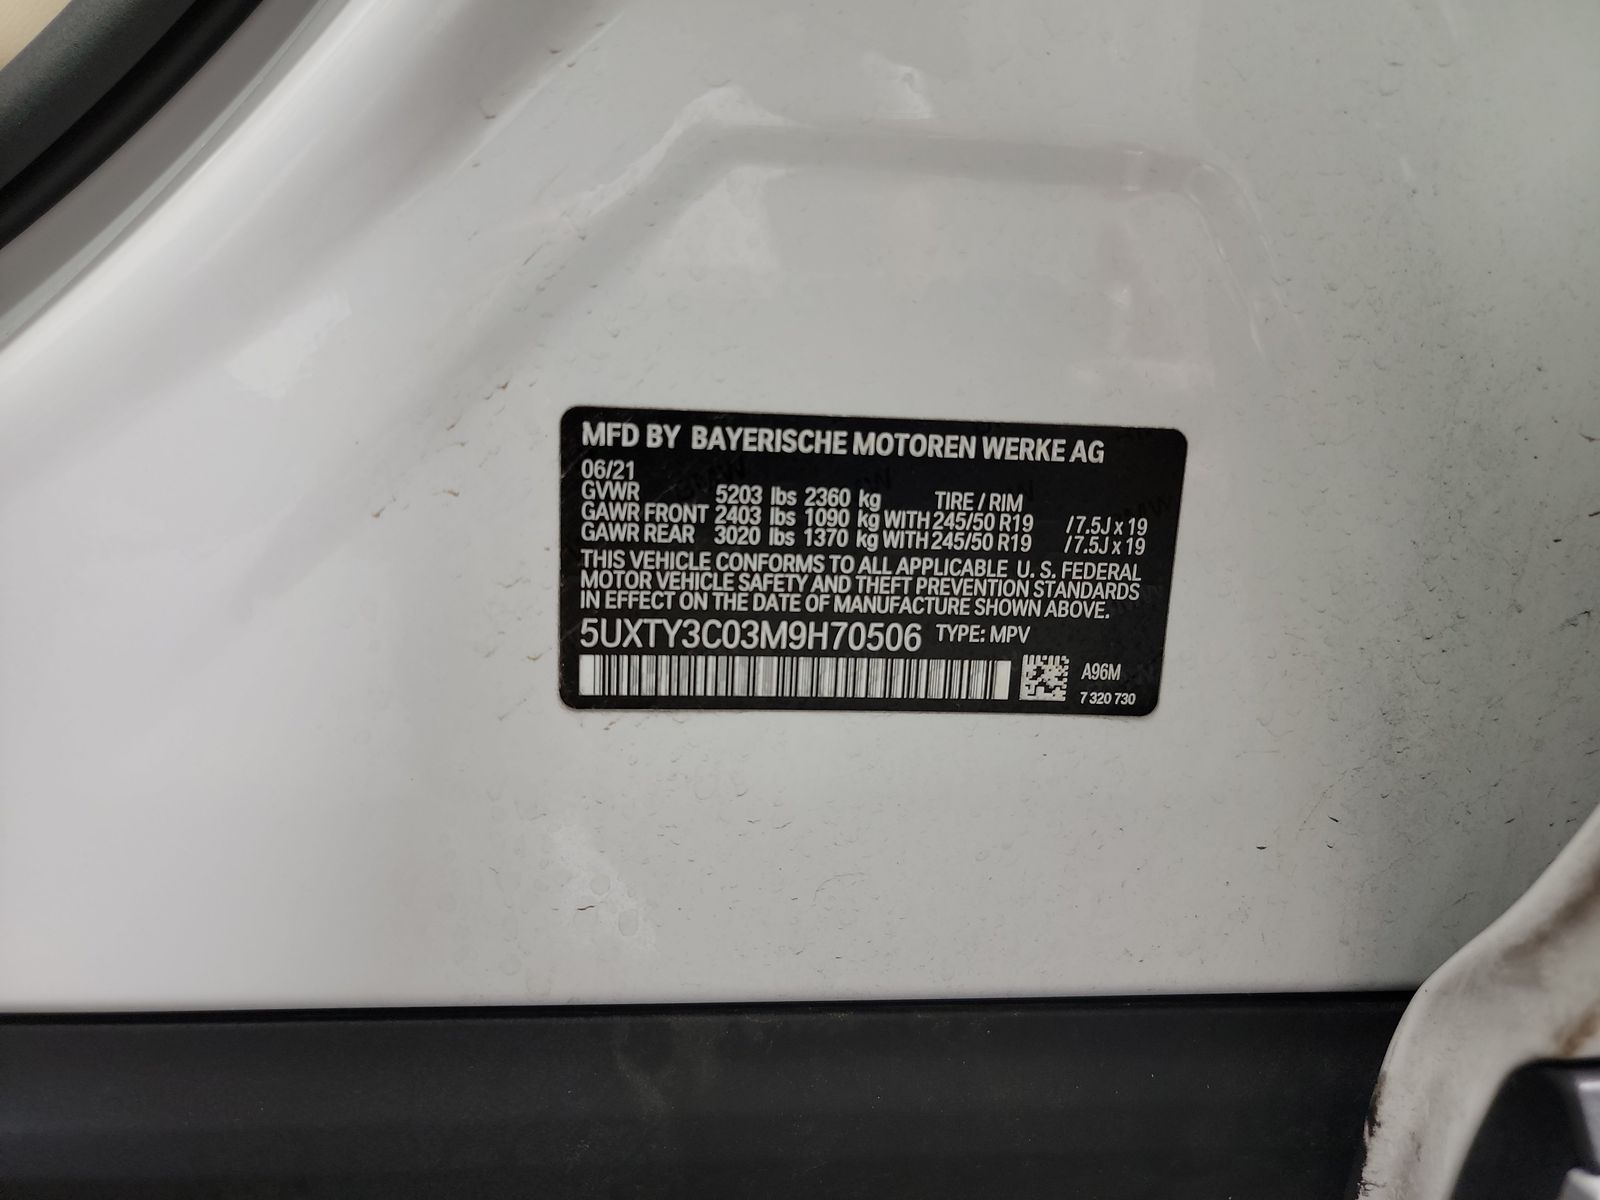 MFD BY BAYERISCHE MOTOREN WERKE AG
06/21
GVWR 5203 lbs 2360 kg TIRE / RIM
GAWR FRONT 2403 lbs 1090 kg WITH 245/50 R19 /7.5J x 19
GAWR REAR 3020 lbs 1370 kg WITH 245/50 R19 /7.5J x 19
THIS VEHICLE CONFORMS TO ALL APPLICABLE U. S. FEDERAL
MOTOR VEHICLE SAFETY AND THEFT PREVENTION STANDARDS
IN EFFECT ON THE DATE OF MANUFACTURE SHOWN ABOVE.
5UXTY3C03M9H70506 TYPE: MPV
A96M
7 320 730